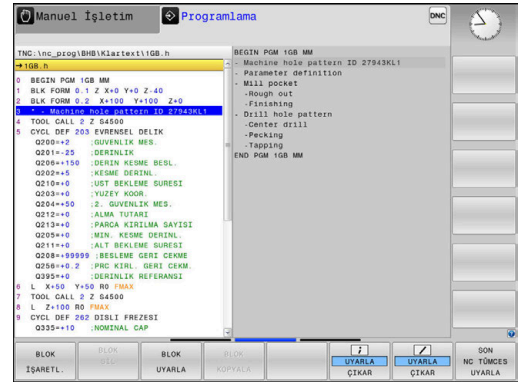 Manuel İşletim
Programlama
DNC
TNC:\nc_prog\BHB\Klartext\1GB.h
→1GB.h
0 BEGIN PGM 1GB MM
1 BLK FORM 0.1 Z X+0 Y+0 Z-40
2 BLK FORM 0.2 X+100 Y+100 Z+0
3 * - Machine hole pattern ID 27943KL1
4 TOOL CALL 2 Z S4500
5 CYCL DEF 203 EVRENSEL DELIK
Q200=+2 ;GUVENLIK MES.
Q201=-25 ;DERINLIK
Q206=+150 ;DERIN KESME BESL.
Q202=+5 ;KESME DERINL.
Q210=+0 ;UST BEKLEME SURESI
Q203=+0 ;YUZEY KOOR.
Q204=+50 ;2. GUVENLIK MES.
Q212=+0 ;ALMA TUTARI
Q213=+0 ;PARCA KIRILMA SAYISI
Q205=+0 ;MIN. KESME DERINL.
Q211=+0 ;ALT BEKLEME SURESI
Q208=+99999 ;BESLEME GERI CEKME
Q256=+0.2 ;PRC KIRL. GERI CEKM.
Q395=+0 ;DERINLIK REFERANSI
6 L X+50 Y+50 R0 FMAX
7 TOOL CALL 2 Z S4500
8 L Z+100 R0 FMAX
9 CYCL DEF 262 DISLI FREZESI
Q335=+10 ;NOMINAL CAP
BEGIN PGM 1GB MM
- Machine hole pattern ID 27943KL1
- Parameter definition
- Mill pocket
-Rough out
-Finishing
- Drill hole pattern
-Center drill
-Pecking
-Tapping
END PGM 1GB MM
BLOK
İŞARETL.
BLOK
SİL
BLOK
UYARLA
BLOK
KOPYALA
UYARLA
ÇIKAR
UYARLA
ÇIKAR
SON
NC TÜMCES
UYARLA